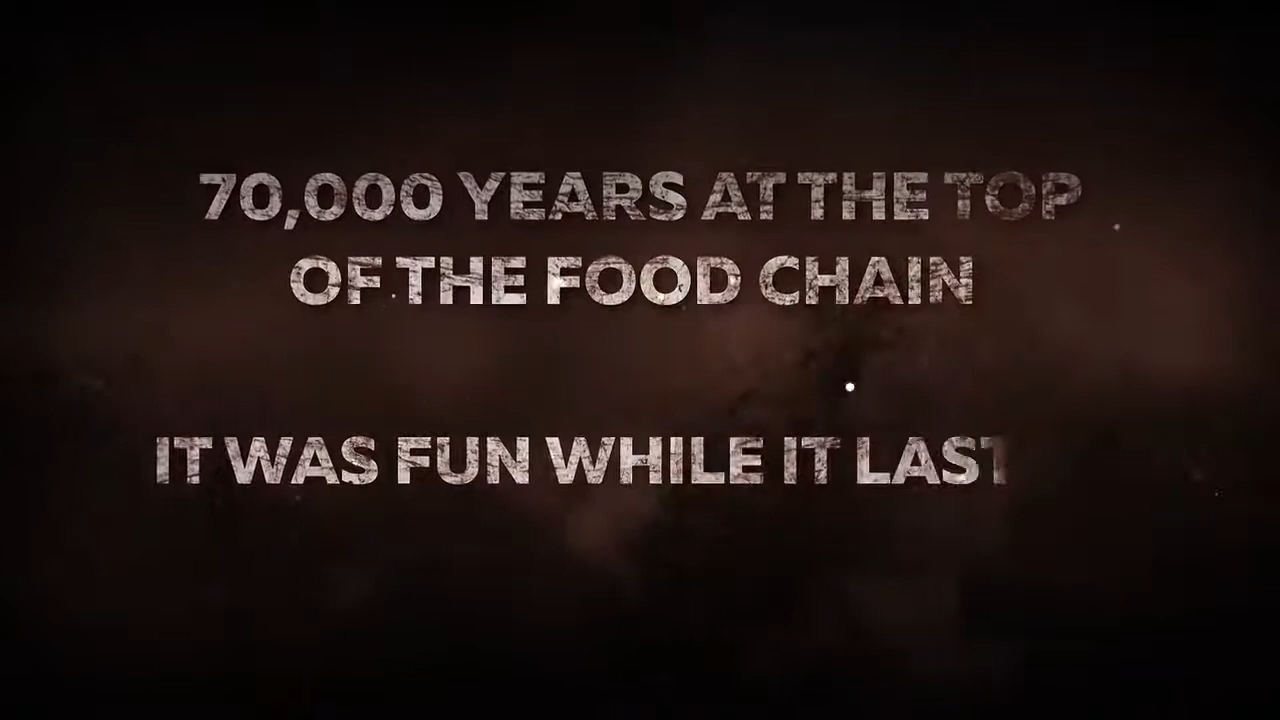 70,000 YEARS AT THE TOP
OF THE FOOD CHAIN
IT WAS FUN WHILE IT LAST